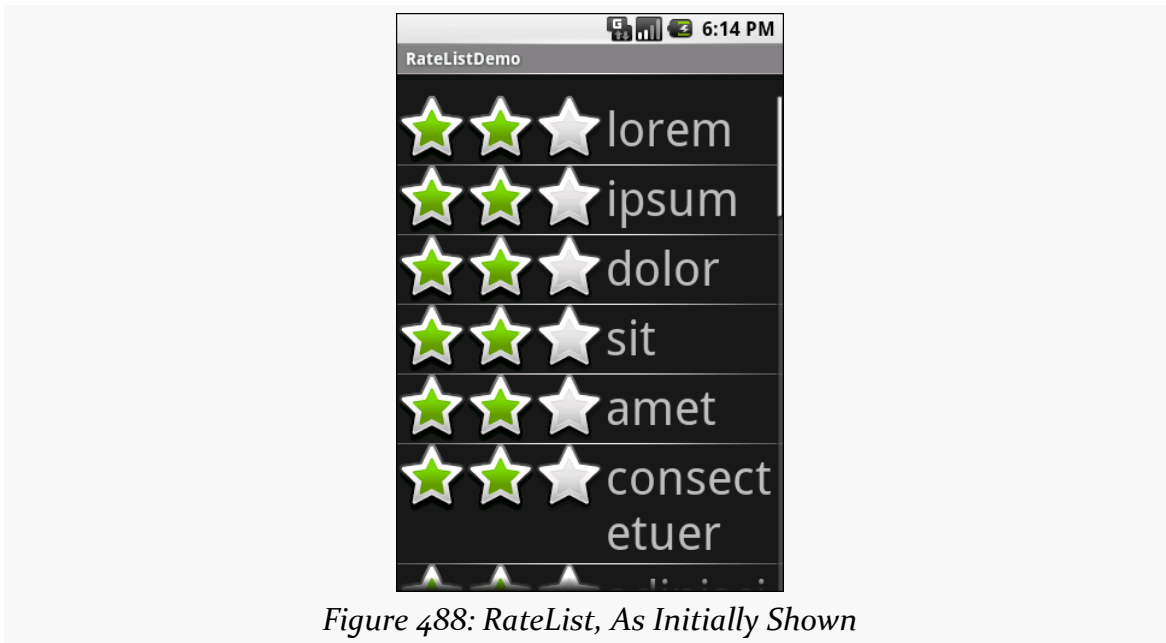 G
6:14 PM
RateListDemo
lorem
ipsum
dolor
sit
amet
consect
etuer
Figure 488: RateList, As Initially Shown